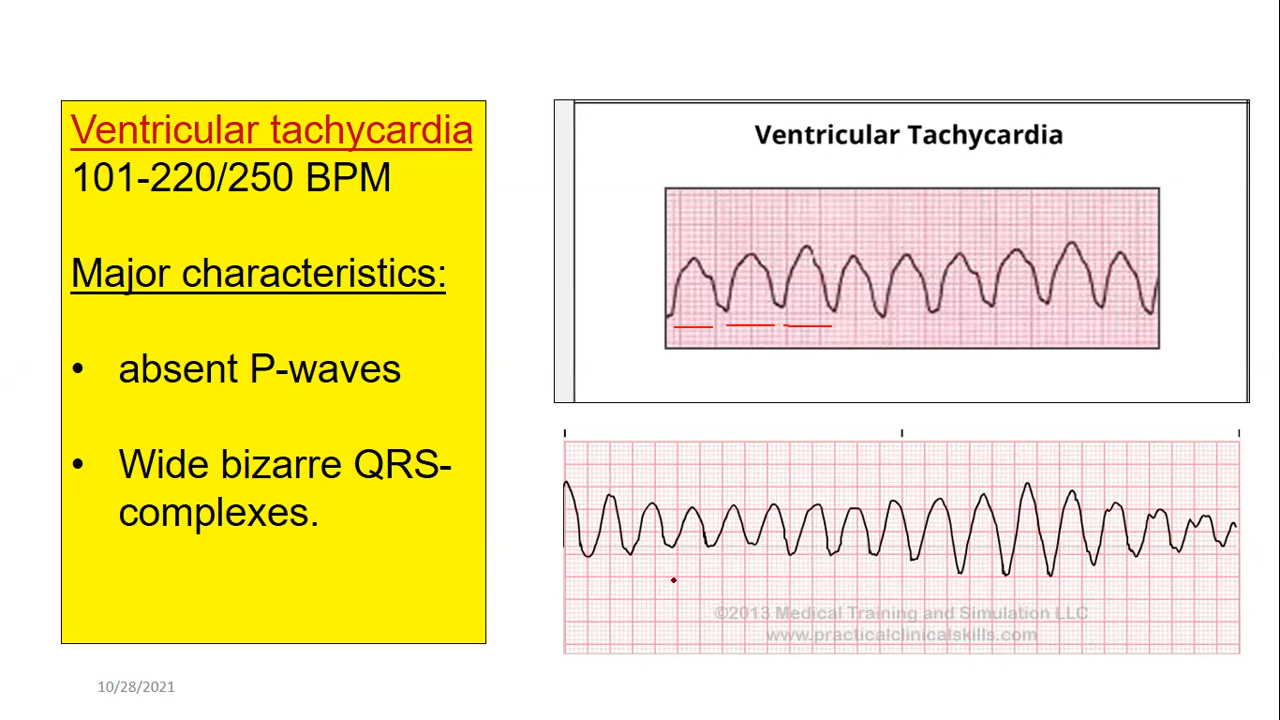 Ventricular tachycardia
101-220/250 BPM
Major characteristics:
• absent P-waves
• Wide bizarre QRS-
complexes.
Ventricular Tachycardia
©2013 Medical Training and Simulation LLC
www.practicalclinicalskills.com
10/28/2021